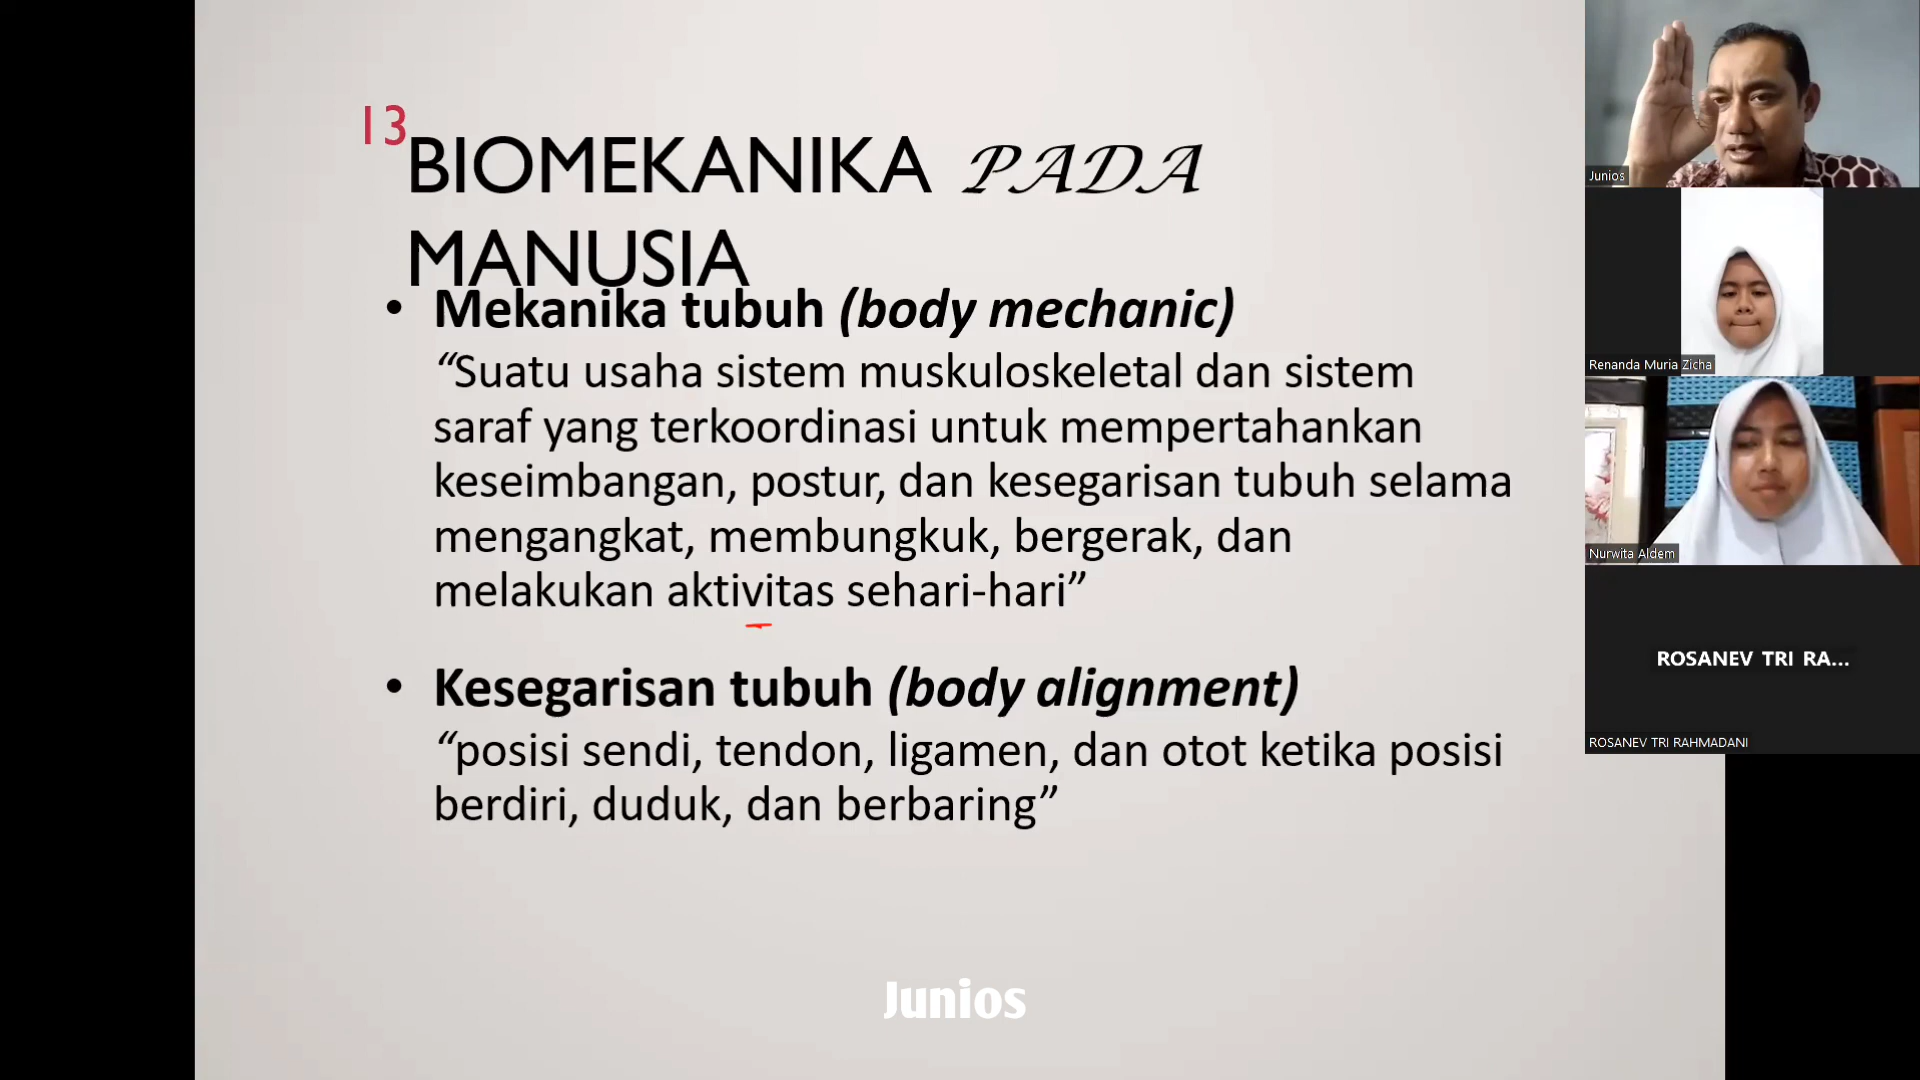 13
BIOMEKANIKA PADA
MANUSIA
• Mekanika tubuh (body mechanic)
“Suatu usaha sistem muskuloskeletal dan sistem
saraf yang terkoordinasi untuk mempertahankan
keseimbangan, postur, dan kesegarisan tubuh selama
mengangkat, membungkuk, bergerak, dan
melakukan aktivitas sehari-hari”
• Kesegarisan tubuh (body alignment)
“posisi sendi, tendon, ligamen, dan otot ketika posisi
berdiri, duduk, dan berbaring”
Junios
Junios
Renanda Muria Zicha
Nurwita Aldem
ROSANEV TRI RA...
ROSANEV TRI RAHMADANI